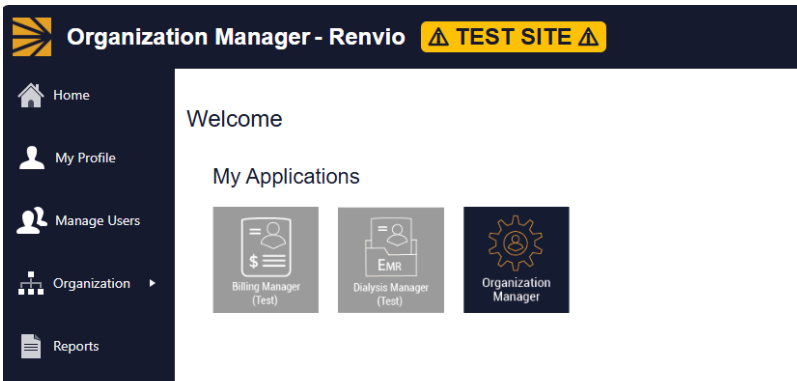 Organization Manager - Renvio ⚠ TEST SITE ⚠
Home
My Profile
Manage Users
Organization
Reports
Welcome
My Applications
$
Billing Manager
(Test)
EMR
Dialysis Manager
(Test)
Organization
Manager